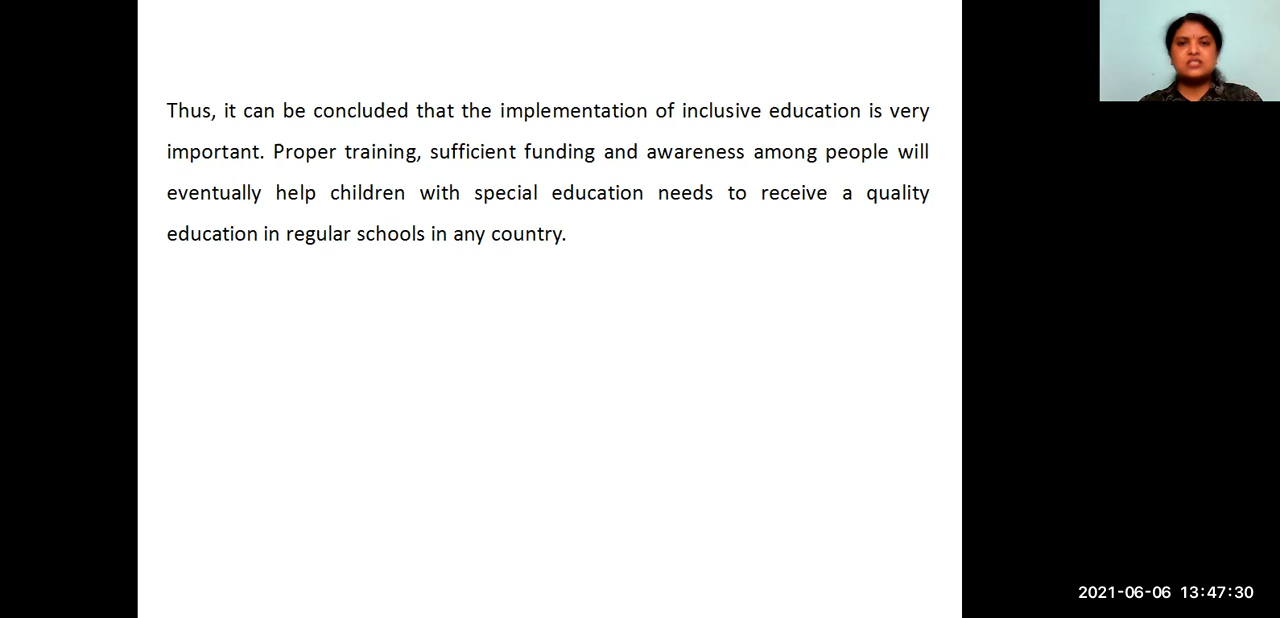 Thus, it can be concluded that the implementation of inclusive education is very
important. Proper training, sufficient funding and awareness among people will
eventually help children with special education needs to receive a quality
education in regular schools in any country.
2021-06-06 13:47:30